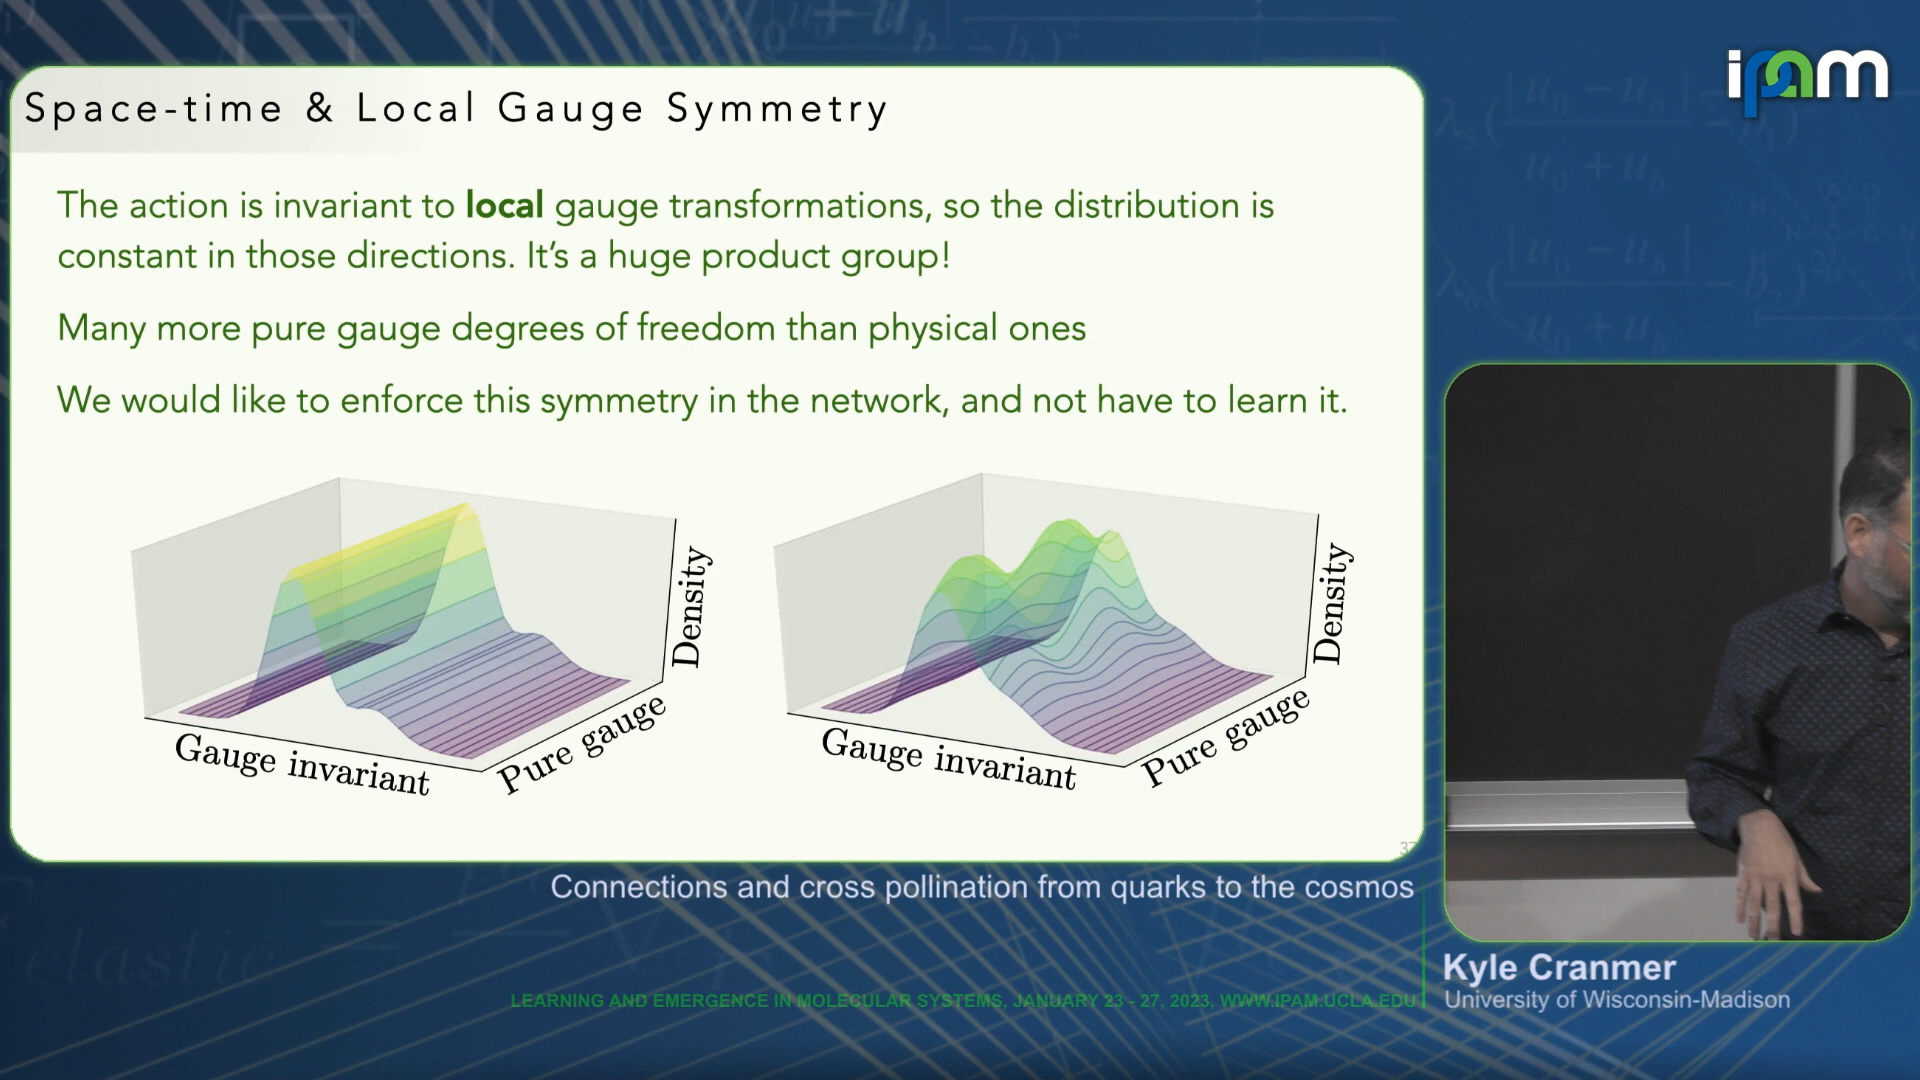 ipam
Space-time & Local Gauge Symmetry
The action is invariant to local gauge transformations, so the distribution is
constant in those directions. It's a huge product group!
Many more pure gauge degrees of freedom than physical ones
We would like to enforce this symmetry in the network, and not have to learn it.
Density
Gauge invariant
Pure gauge
Density
Gauge invariant
Pure gauge
Connections and cross pollination from quarks to the cosmos
Kyle Cranmer
University of Wisconsin-Madison
LEARNING AND EMERGENCE IN MOLECULAR SYSTEMS, JANUARY 23 - 27, 2023, WWW.IPAM.UCLA.EDU
elastic